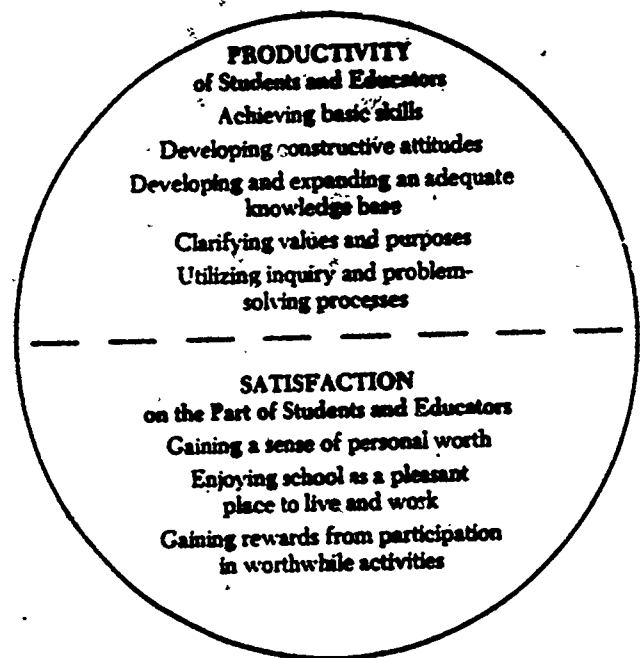 PRODUCTIVITY
of Students and Educators
Achieving basic skills
Developing constructive attitudes
Developing and expanding an adequate
knowledge base
Clarifying values and purposes
Utilizing inquiry and problem-
solving processes
SATISFACTION
on the Part of Students and Educators
Gaining a sense of personal worth
Enjoying school as a pleasant
place to live and work
Gaining rewards from participation
in worthwhile activities